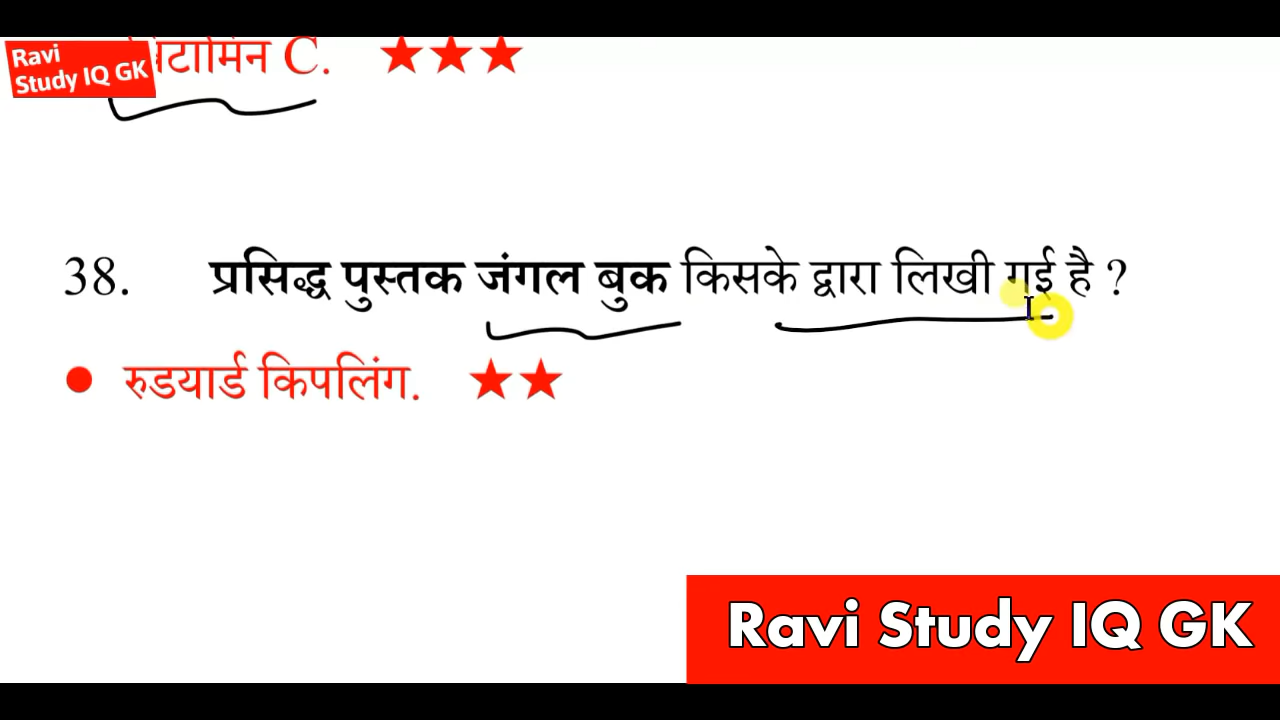 Ravi
Study IQ GK
C.
38. प्रसिद्ध पुस्तक जंगल बुक किसके द्वारा लिखी गई है ?
रुडयार्ड किपलिंग.
Ravi Study IQ GK